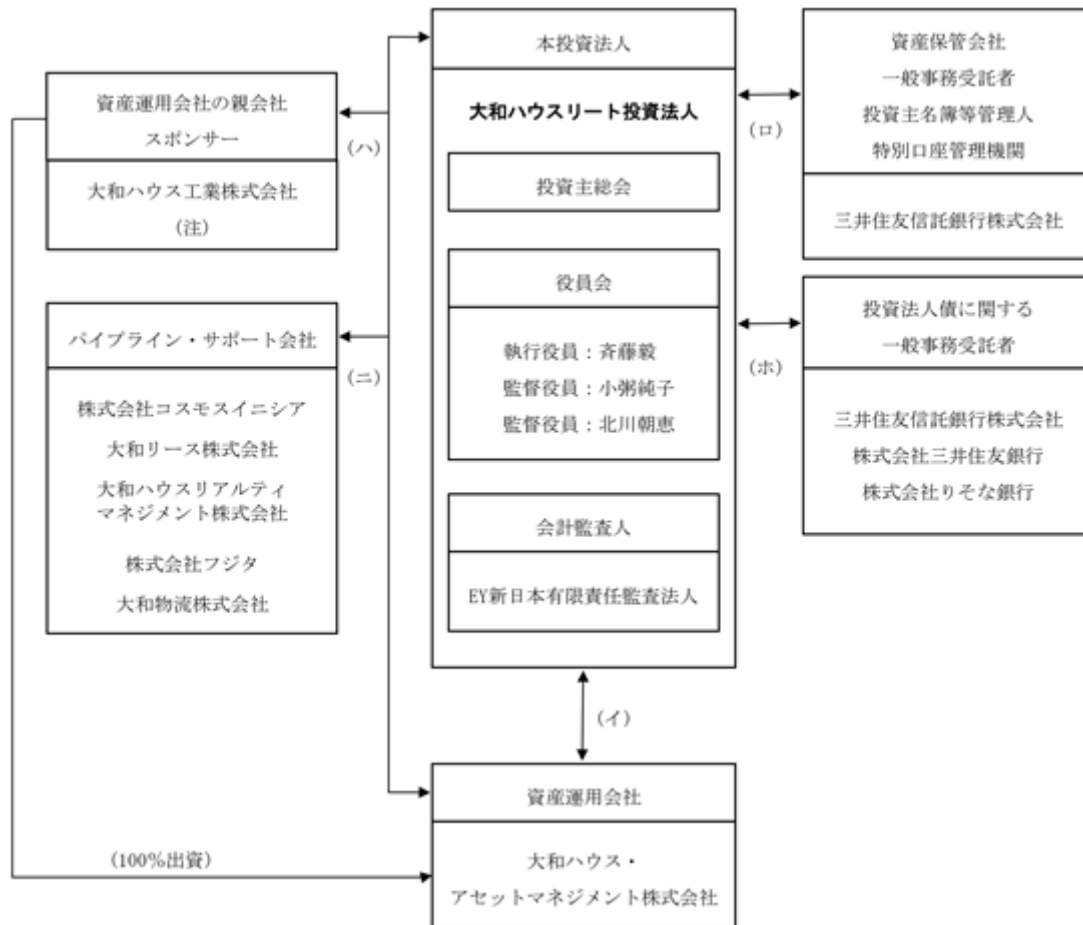 本投資法人
大和ハウスリート投資法人
投資主総会
役員会
執行役員：斉藤毅
監督役員：小粥純子
監督役員：北川朝恵
会計監査人
EY新日本有限責任監査法人
資産運用会社の親会社
スポンサー
大和ハウス工業株式会社
(注)
(ハ)
パイプライン・サポート会社
(ニ)
株式会社コスモスイニシア
大和リース株式会社
大和ハウスリアルティ
マネジメント株式会社
株式会社フジタ
大和物流株式会社
資産保管会社
一般事務受託者
投資主名簿等管理人
特別口座管理機関
(ロ)
三井住友信託銀行株式会社
投資法人債に関する
一般事務受託者
(ホ)
三井住友信託銀行株式会社
株式会社三井住友銀行
株式会社りそな銀行
(イ)
資産運用会社
大和ハウス・
アセットマネジメント株式会社
(100％出資)